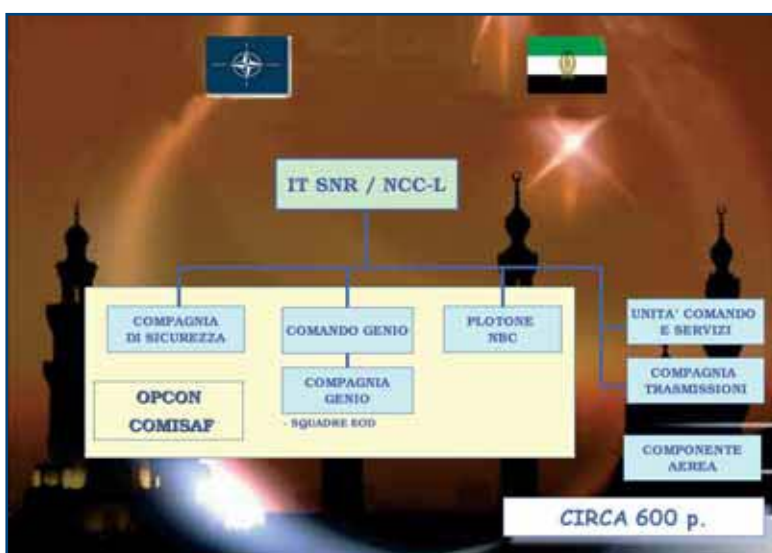 IT SNR / NCC-L
COMPAGNIA
DI SICUREZZA
COMANDO GENIO
PLOTONE
NBC
UNITA' COMANDO
E SERVIZI
COMPAGNIA
GENIO
- SQUADRE EOD
COMPAGNIA
TRASMISSIONI
OPCON
COMISAF
COMPONENTE
AEREA
CIRCA 600 p.